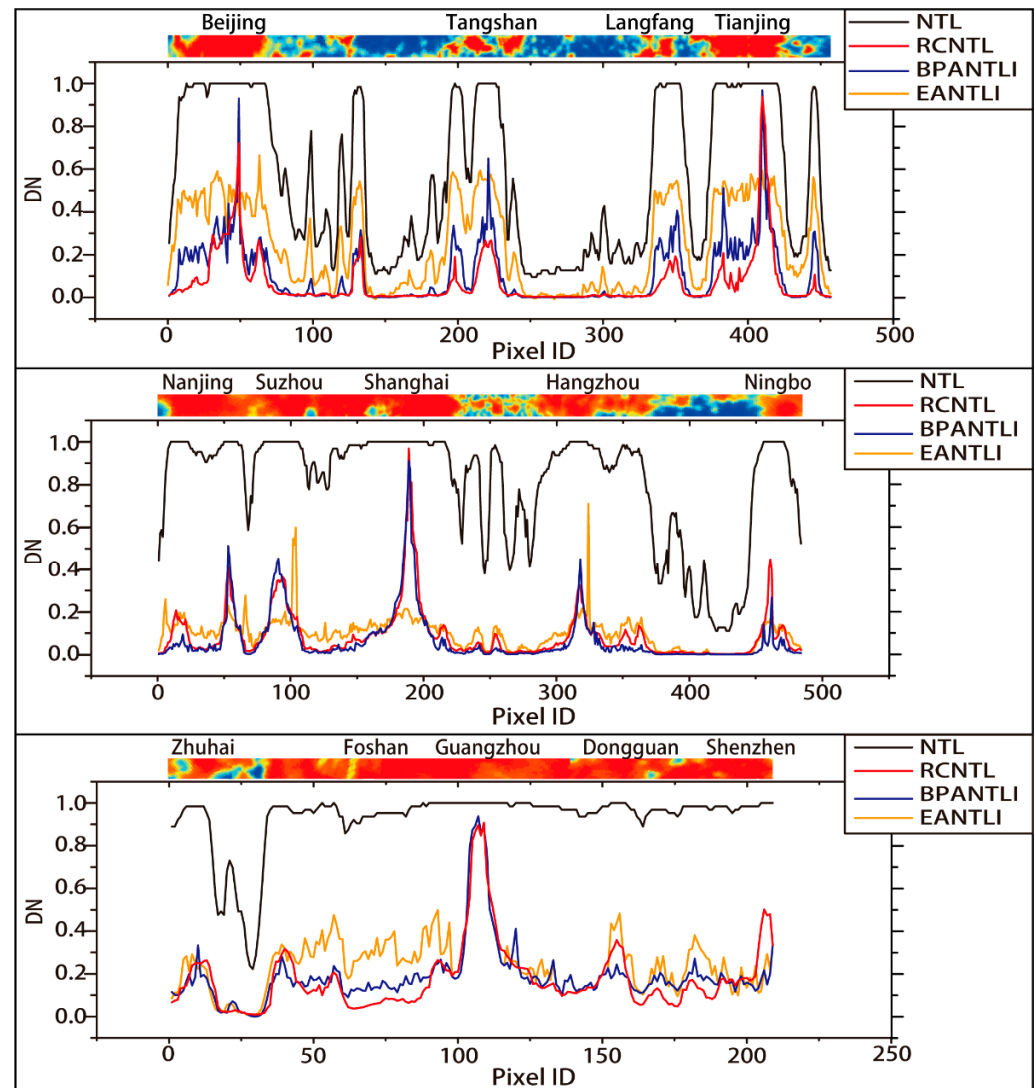 Beijing Tangshan Langfang Tianjing
NTL
RCNTL
BPANTLI
EANTLI
1.0
0.8
0.6
0.4
0.2
0.0
DN
0 100 200 300 400 500
Pixel ID
Nanjing Suzhou Shanghai Hangzhou Ningbo
NTL
RCNTL
BPANTLI
EANTLI
1.0
0.8
0.6
0.4
0.2
0.0
DN
0 100 200 300 400 500
Pixel ID
Zhuhai Foshan Guangzhou Dongguan Shenzhen
NTL
RCNTL
BPANTLI
EANTLI
1.0
0.8
0.6
0.4
0.2
0.0
DN
0 50 100 150 200 250
Pixel ID